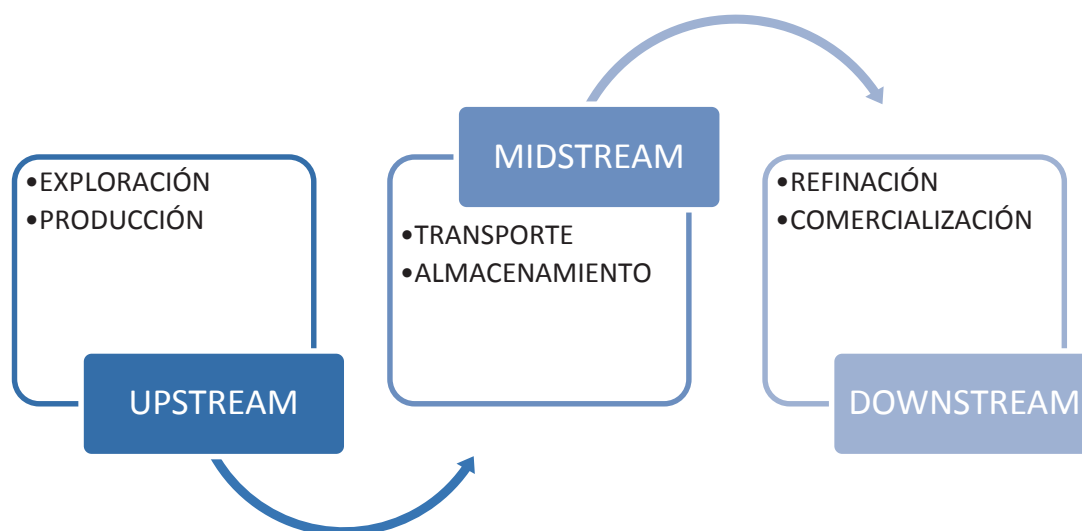 •EXPLORACIÓN
•PRODUCCIÓN
UPSTREAM
MIDSTREAM
•TRANSPORTE
•ALMACENAMIENTO
•REFINACIÓN
•COMERCIALIZACIÓN
DOWNSTREAM